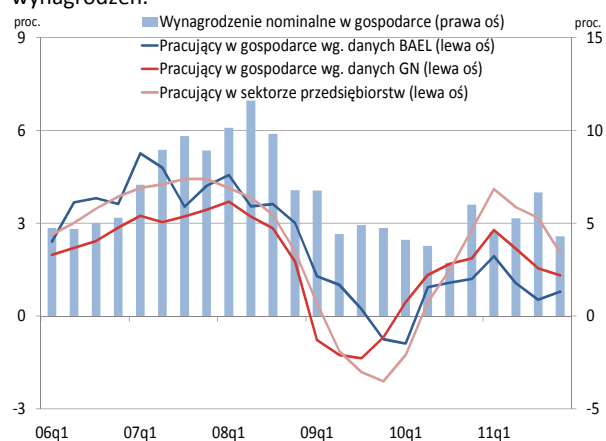 wynagrodzeń.
proc. Wynagrodzenie nominalne w gospodarce (prawa oś) proc.
Pracujący w gospodarce wg. danych BAEL (lewa oś)
Pracujący w gospodarce wg. danych GN (lewa oś)
Pracujący w sektorze przedsiębiorstw (lewa oś)
9 15
6 10
3 5
0 0
-3 -5
06q1 07q1 08q1 09q1 10q1 11q1